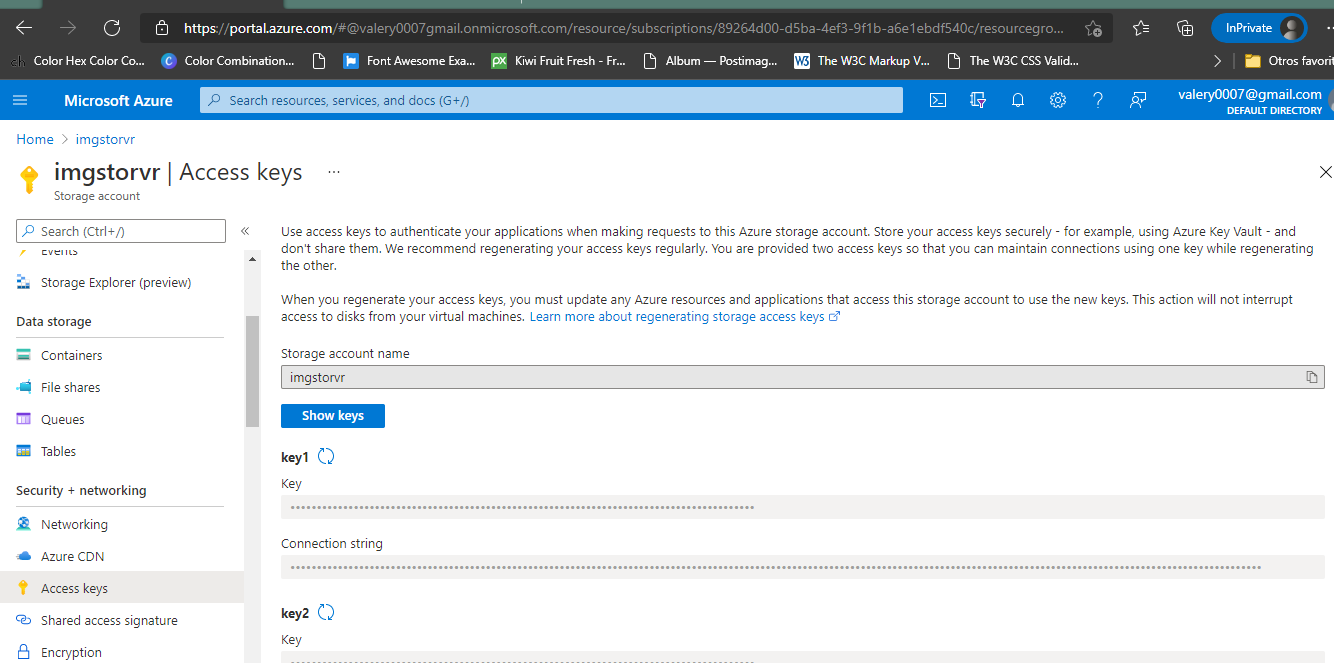 https://portal.azure.com/#@valery0007gmail.onmicrosoft.com/resource/subscriptions/89264d00-d5ba-4ef3-9f1b-a6e1ebdf540c/resourcegro...
InPrivate
ch Color Hex Color Co...
C Color Combination...
Font Awesome Exa...
px Kiwi Fruit Fresh - Fr...
Album — Postimag...
W3 The W3C Markup V...
The W3C CSS Valid...
Otros favorit
Microsoft Azure
Search resources, services, and docs (G+/)
valery0007@gmail.com
DEFAULT DIRECTORY
Home > imgstorvr
imgstorvr | Access keys ...
Storage account
Search (Ctrl+/)
«
Events
Storage Explorer (preview)
Data storage
Containers
File shares
Queues
Tables
Security + networking
Networking
Azure CDN
Access keys
Shared access signature
Encryption
Use access keys to authenticate your applications when making requests to this Azure storage account. Store your access keys securely - for example, using Azure Key Vault - and
don't share them. We recommend regenerating your access keys regularly. You are provided two access keys so that you can maintain connections using one key while regenerating
the other.
When you regenerate your access keys, you must update any Azure resources and applications that access this storage account to use the new keys. This action will not interrupt
access to disks from your virtual machines. Learn more about regenerating storage access keys
Storage account name
imgstorvr
Show keys
key1
Key
Connection string
key2
Key